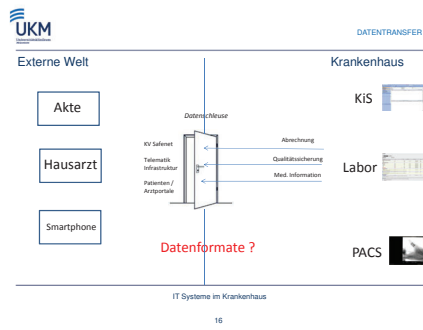 UKM
DATENTRANSFER
Externe Welt
Krankenhaus
Akte
Hausarzt
Smartphone
Datenschleuse
KV Safenet
Telematik
Infrastruktur
Patienten /
Arztportale
Abrechnung
Qualitätssicherung
Med. Information
KiS
Labor
PACS
Datenformate ?
IT Systeme im Krankenhaus
16